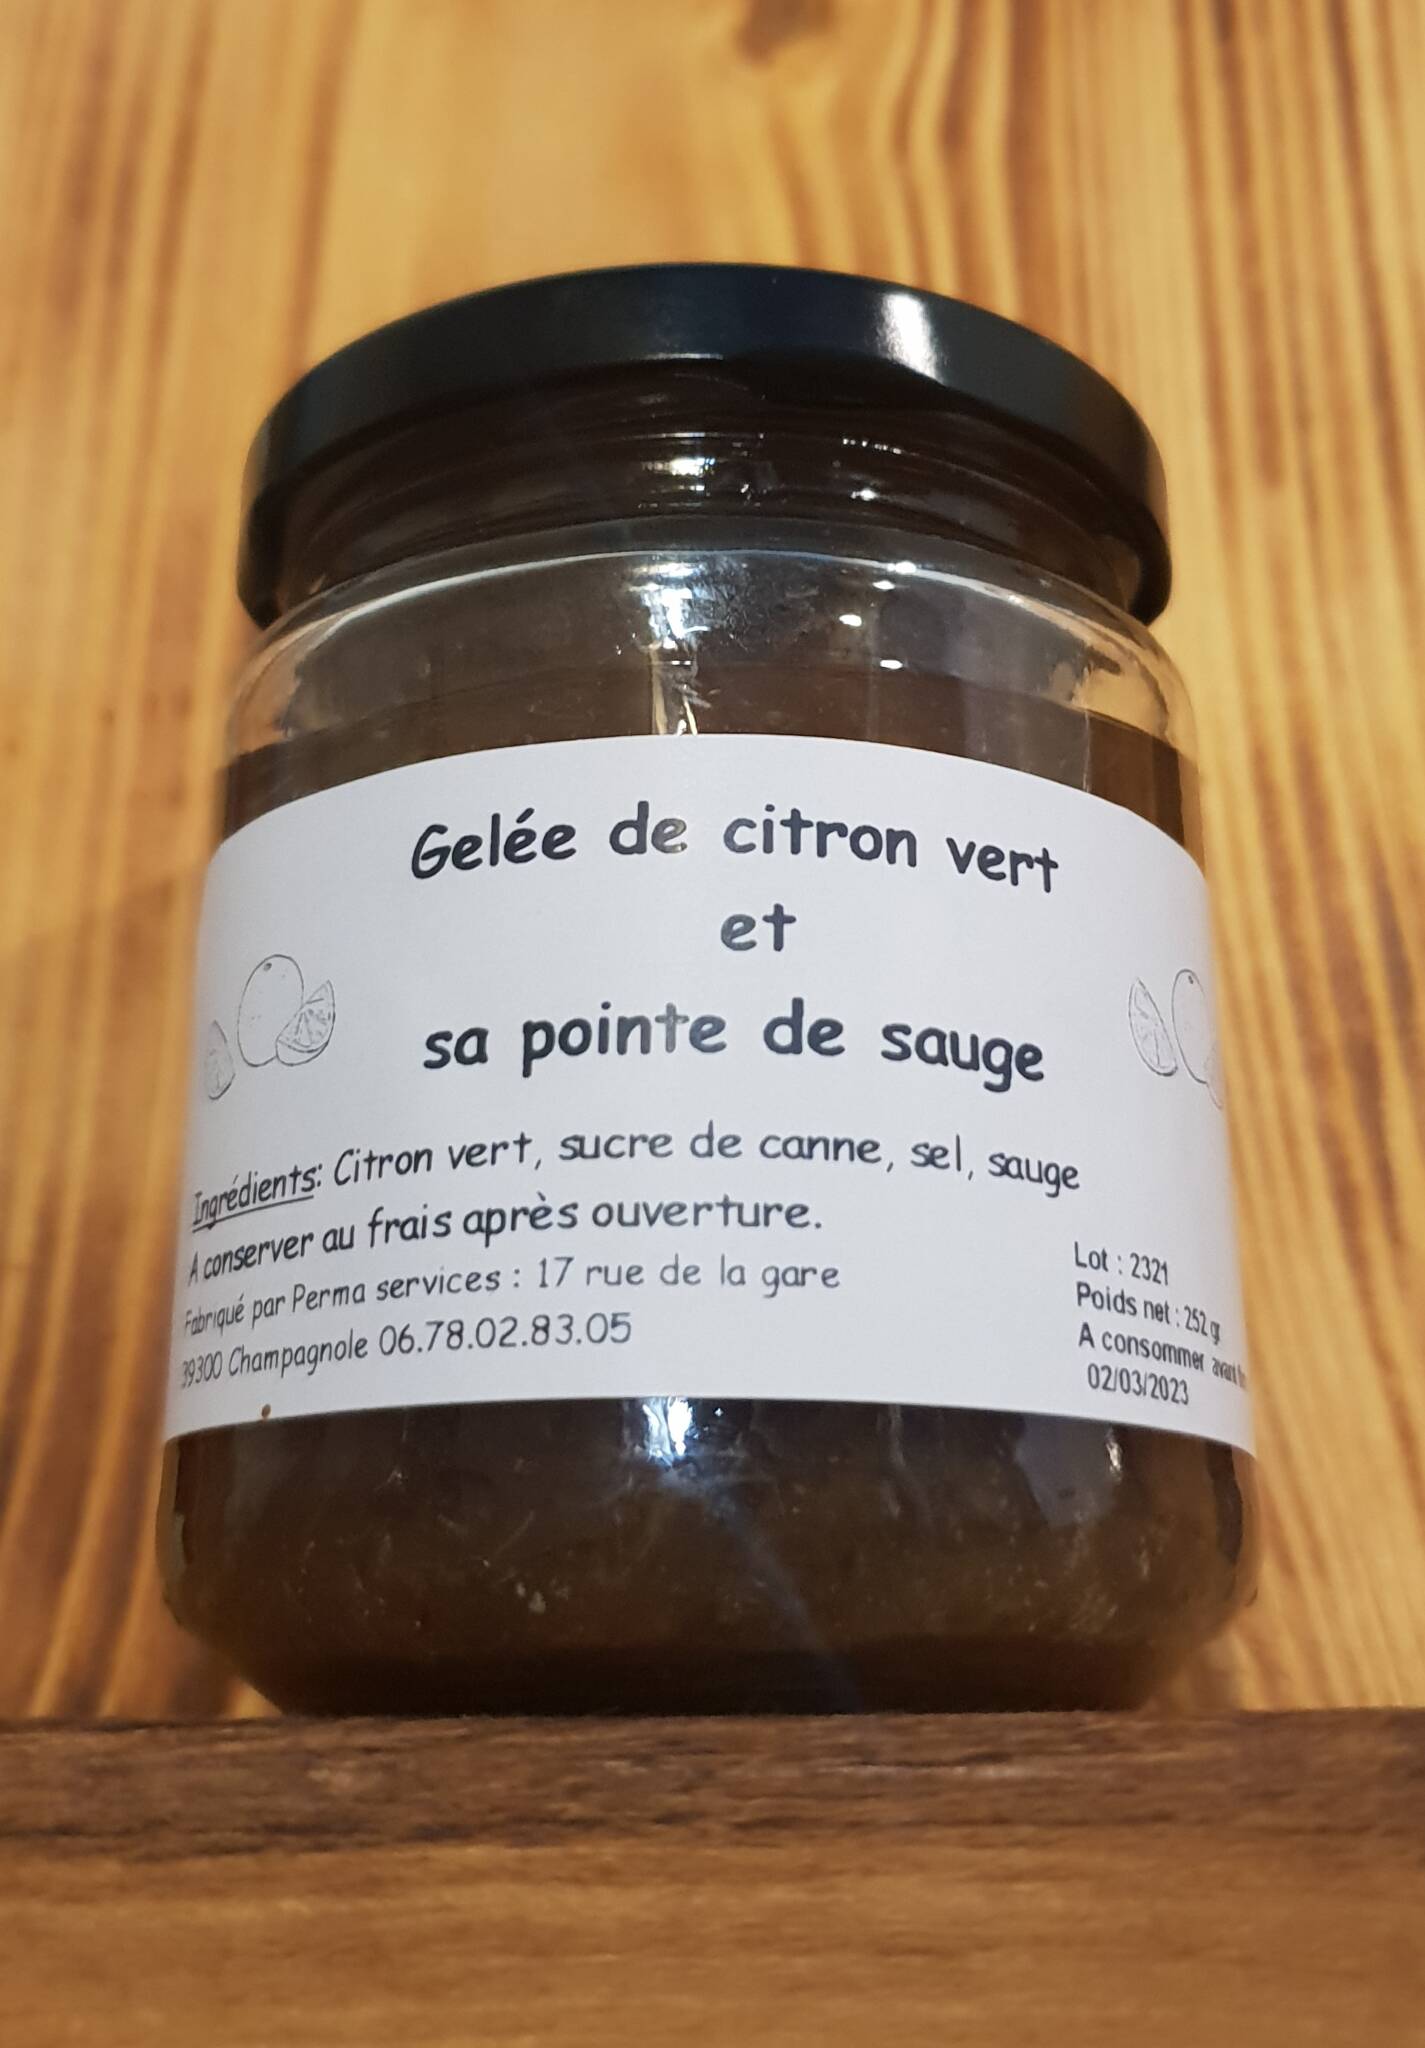 Gelée de citron vert
et
sa pointe de sauge
Ingrédients: Citron vert, sucre de canne, sel, sauge
A conserver au frais après ouverture.
Fabriqué par Perma services : 17 rue de la gare
39300 Champagnole 06.78.02.83.05
Lot : 2321
Poids net : 252 gr
A consommer avant
02/03/2023